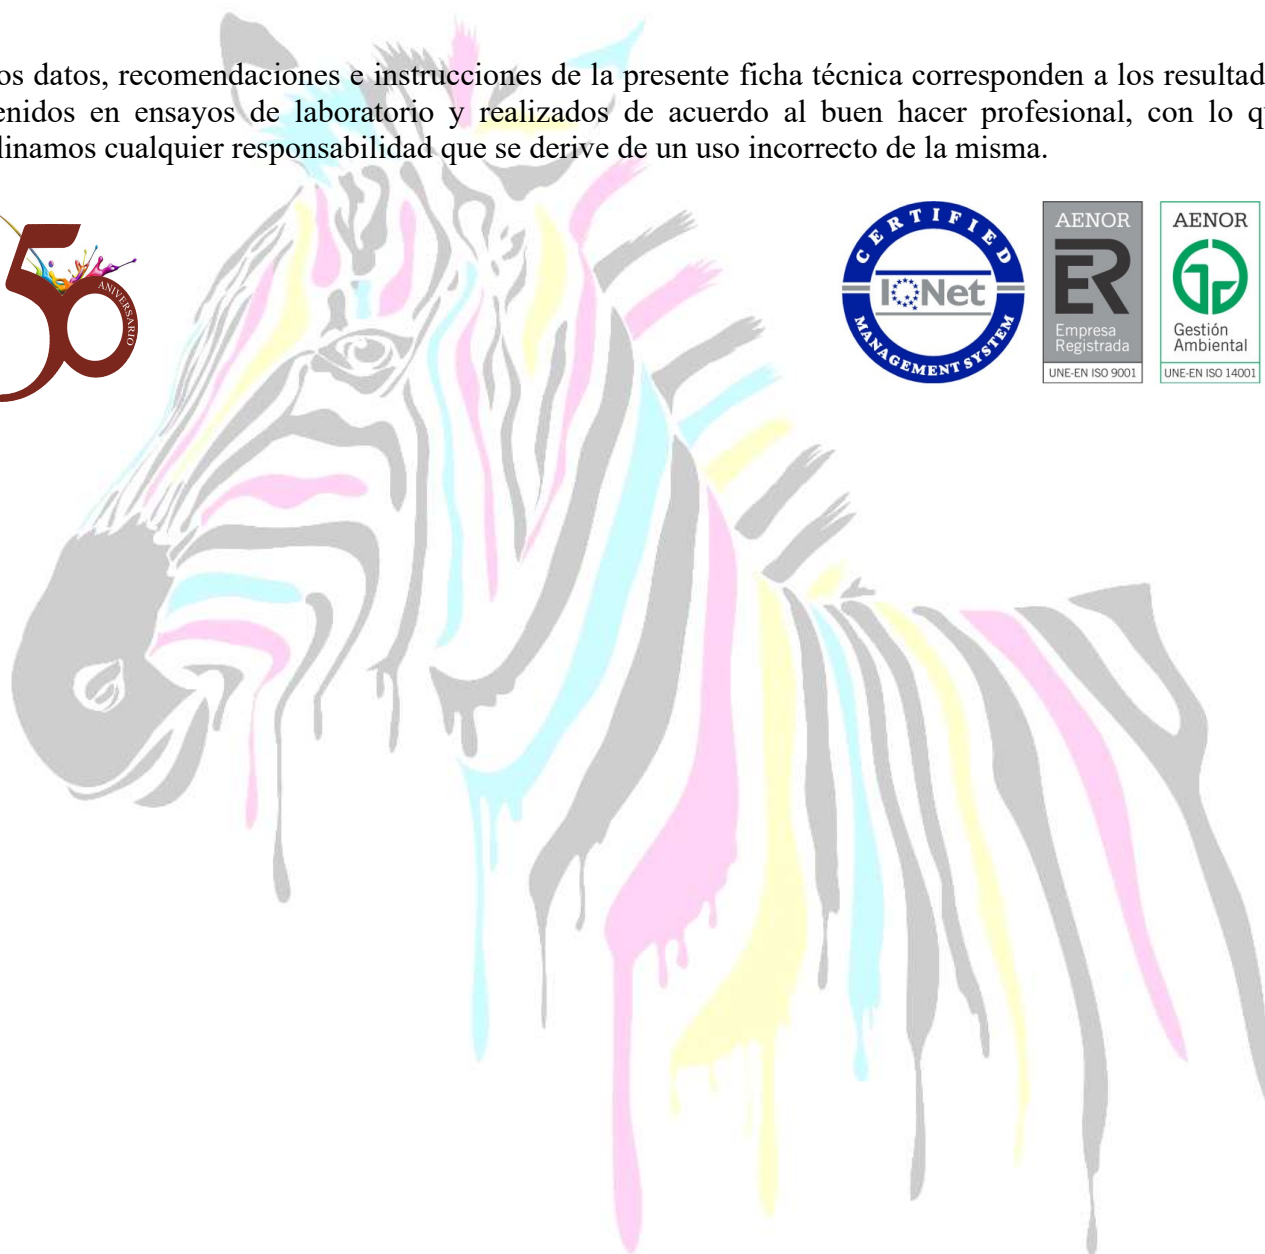 os datos, recomendaciones e instrucciones de la presente ficha técnica corresponden a los resultad
enidos en ensayos de laboratorio y realizados de acuerdo al buen hacer profesional, con lo q
linamos cualquier responsabilidad que se derive de un uso incorrecto de la misma.
50
ANIVERSARIO
CERTIFIED
IQNet
MANAGEMENT SYSTEM
AENOR
ER
Empresa
Registrada
UNE-EN ISO 9001
AENOR
Gestión
Ambiental
UNE-EN ISO 14001